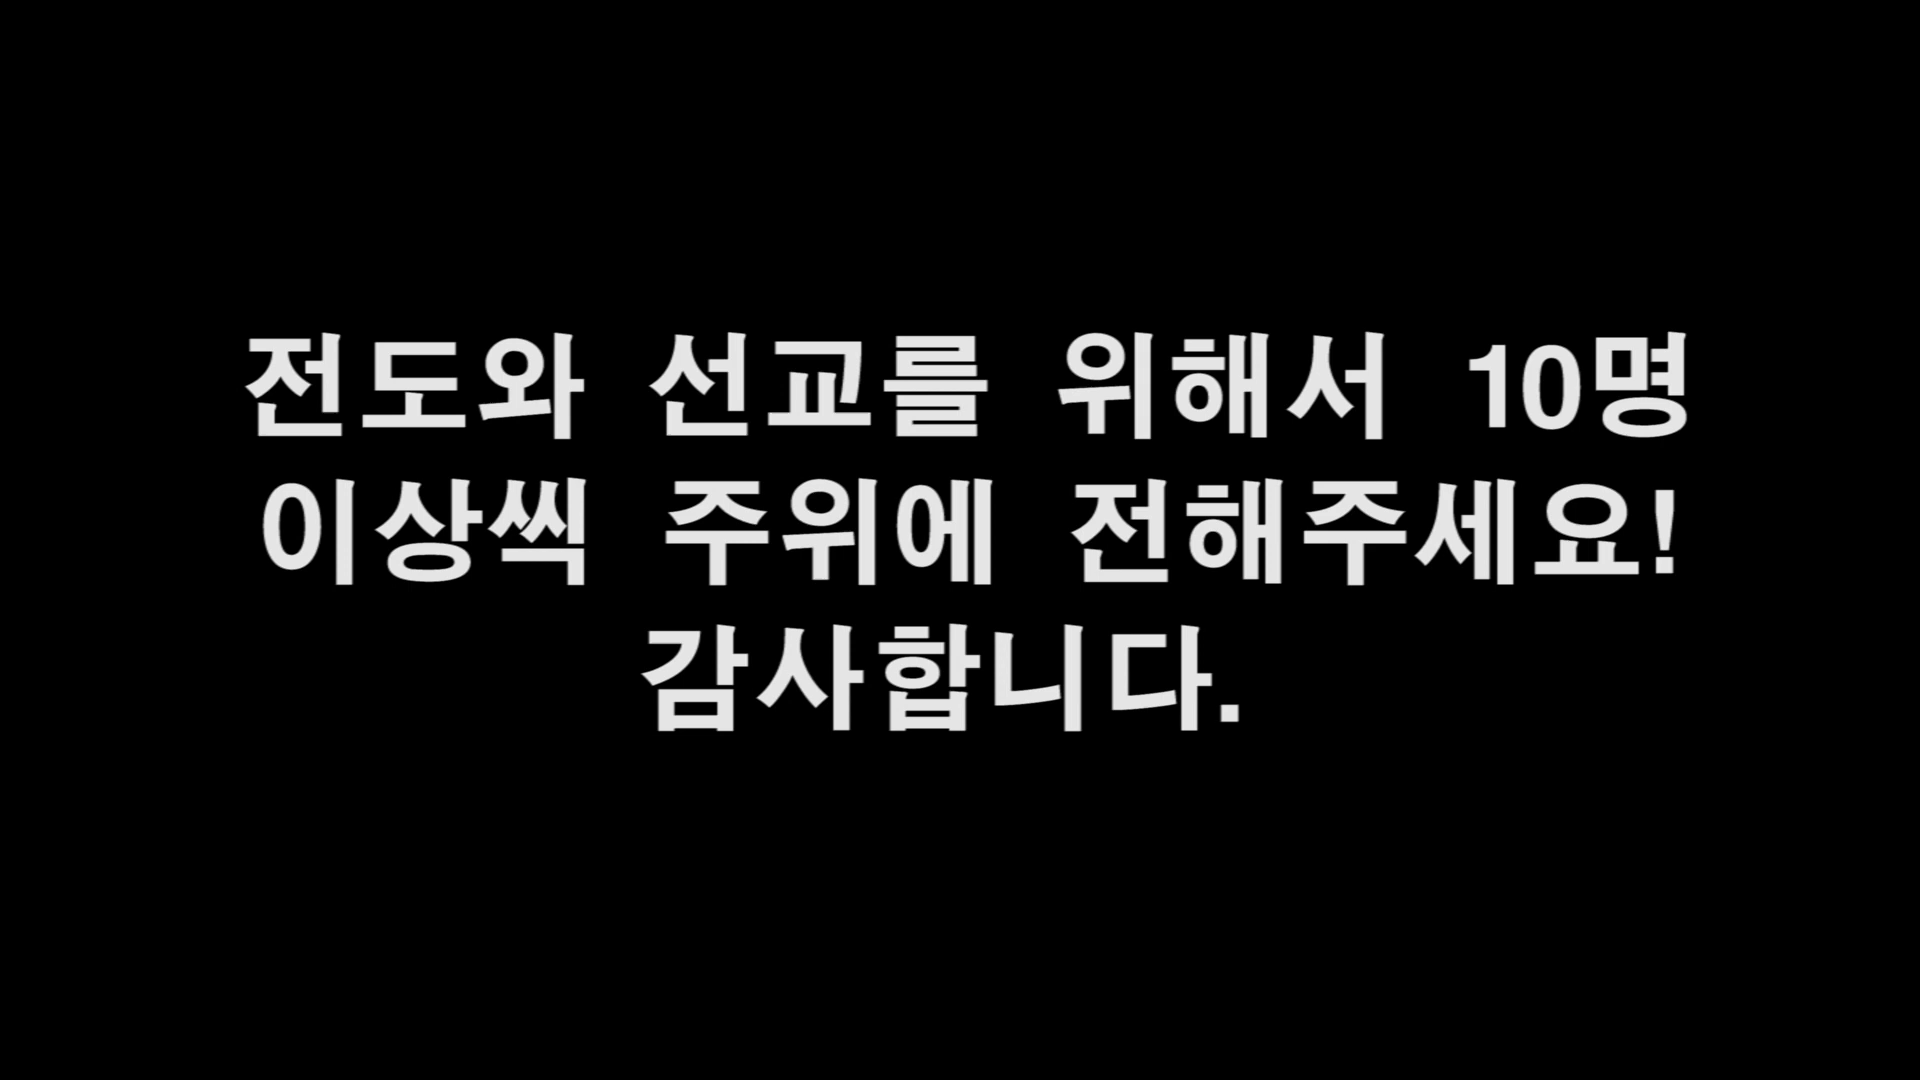 전도와 선교를 위해서 10명
이상씩 주위에 전해주세요!
감사합니다.